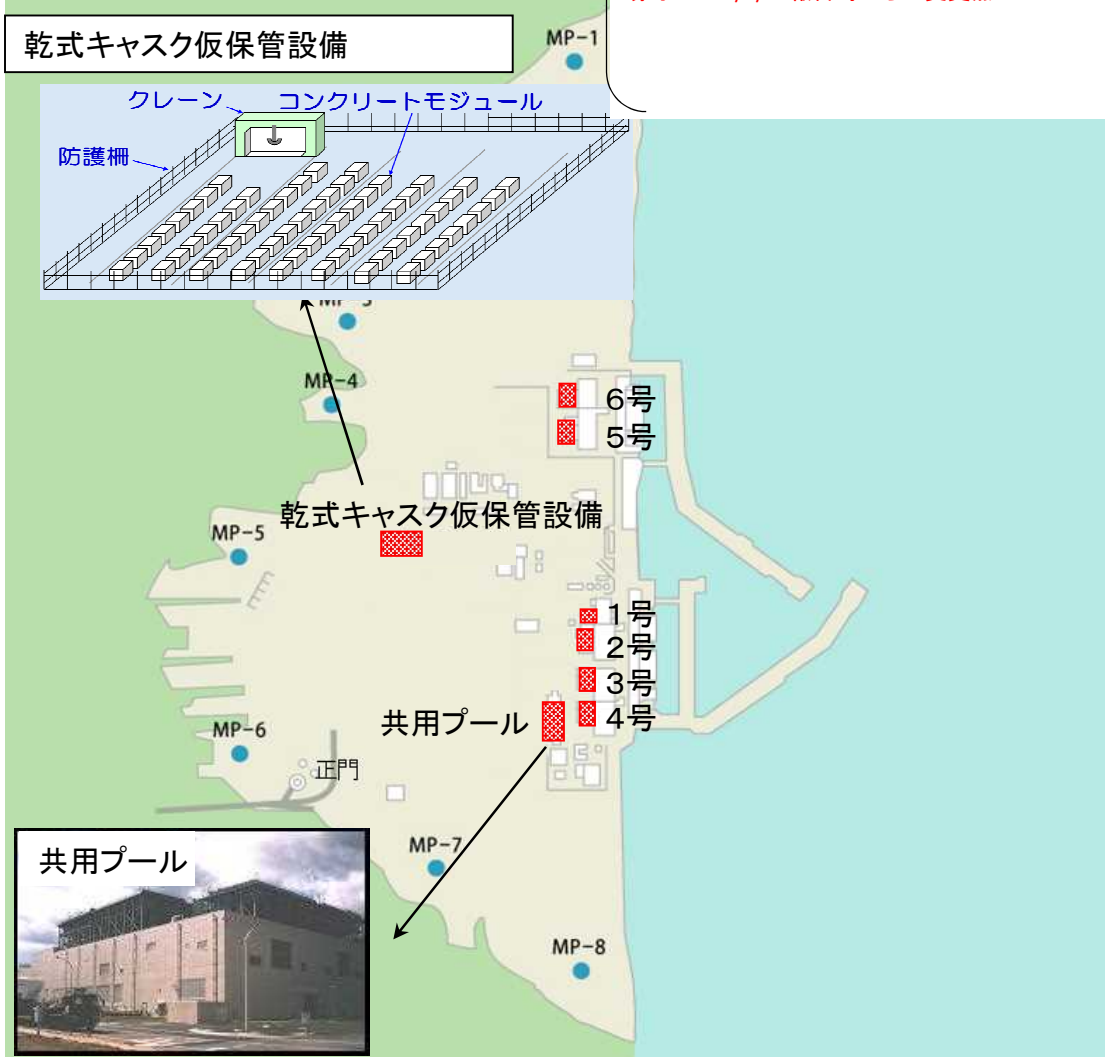 乾式キャスク仮保管設備
MP-1
クレーン
コンクリートモジュール
防護柵
MP-4
6号
5号
乾式キャスク仮保管設備
MP-5
1号
2号
3号
4号
共用プール
MP-6
正門
共用プール
MP-7
MP-8